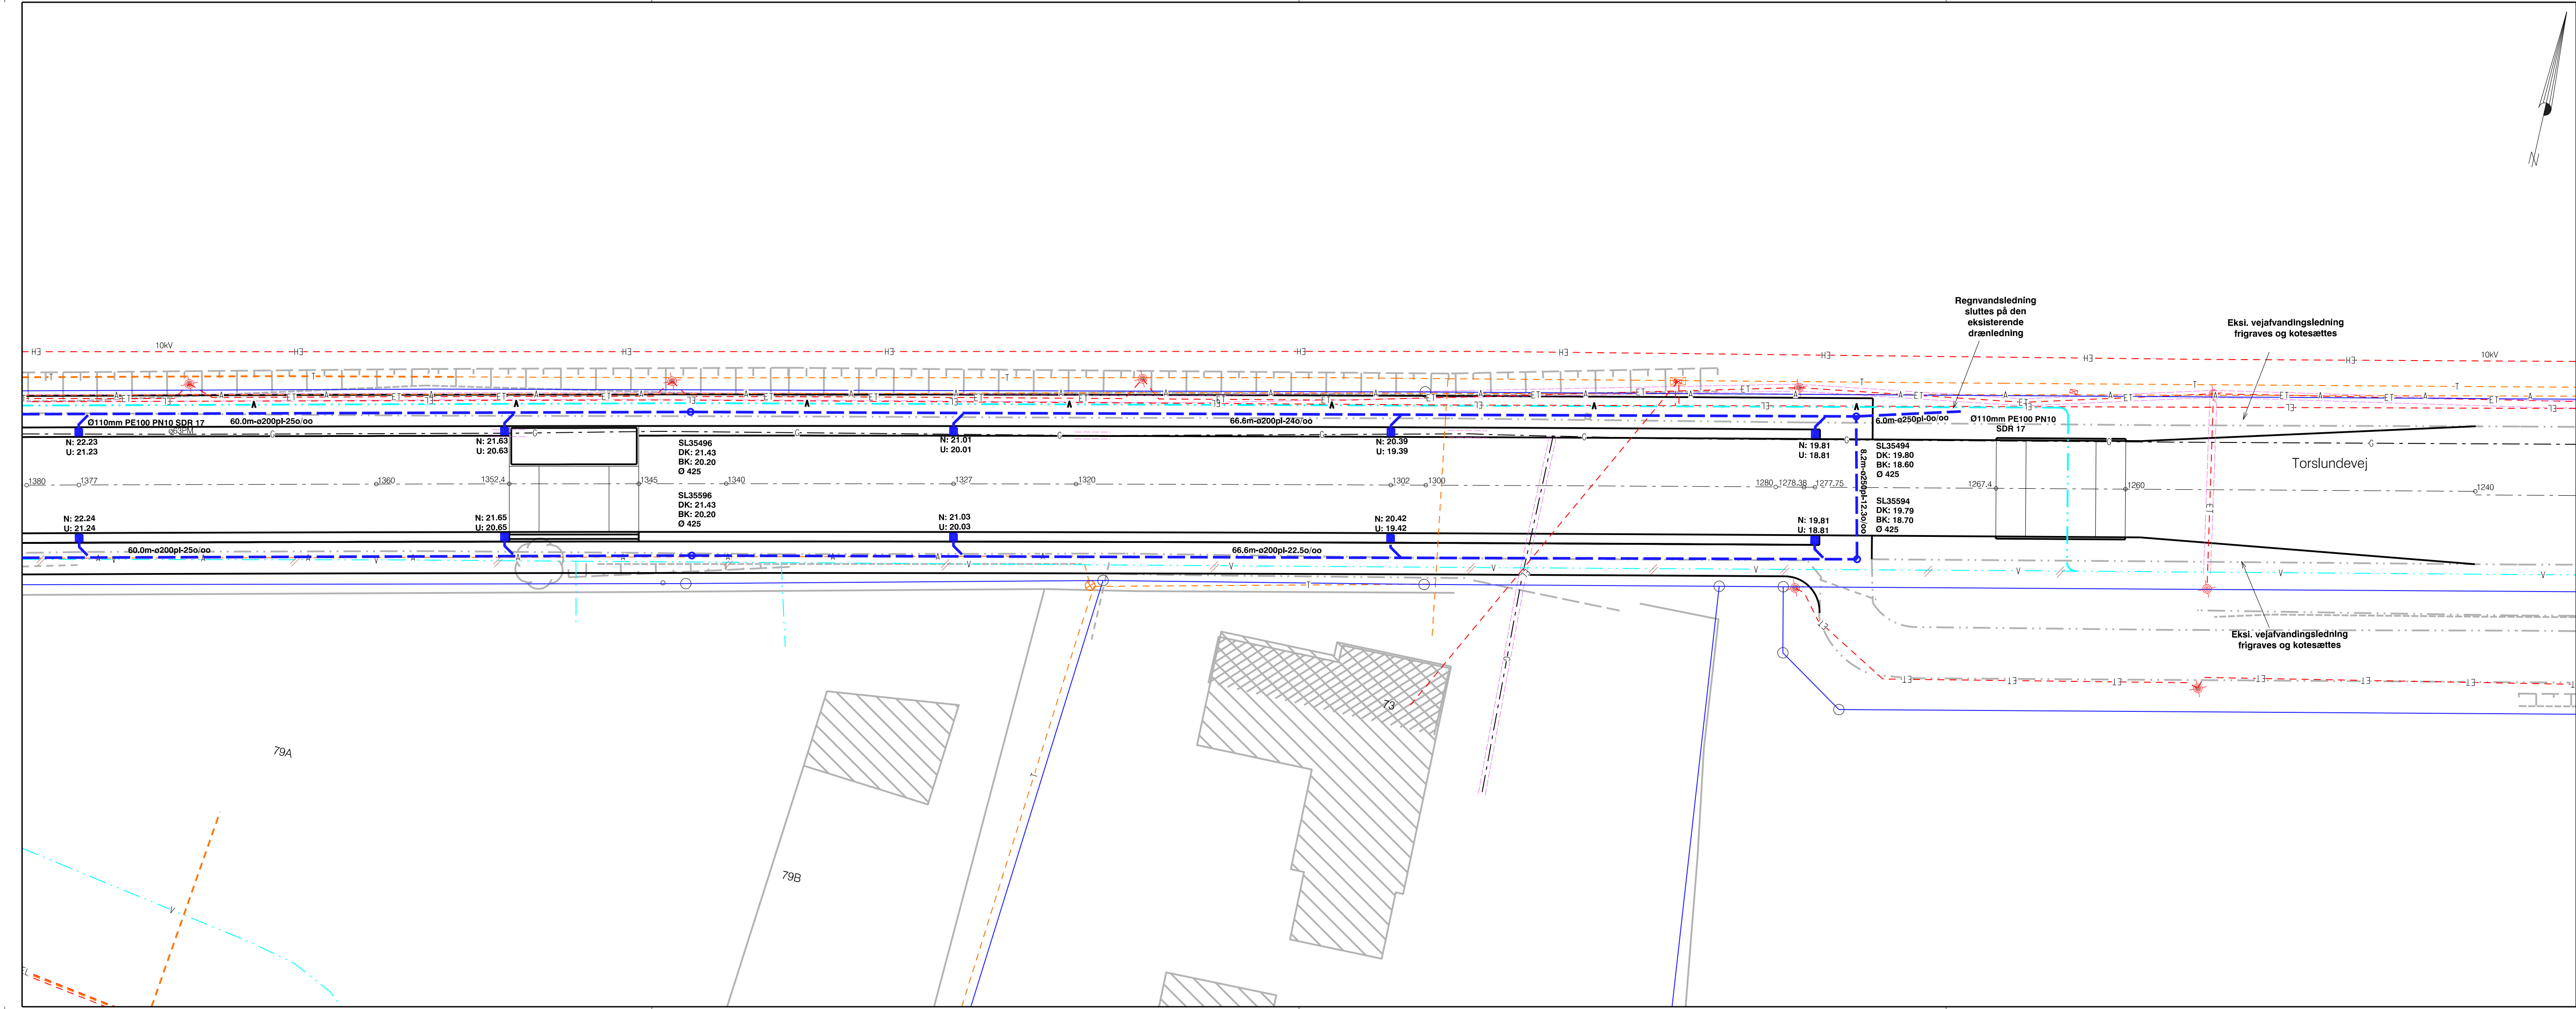 10kV
10kV
Regnvandsledning
sluttes på den
eksisterende
drænledning
Eksi. vejafvandingsledning
frigraves og kotesættes
N
Ø110mm PE100 PN10 SDR 17
ø63PM
60.0m-ø200pl-25o/oo
66.6m-ø200pl-24o/oo
6.0m-ø250pl-0o/oo
Ø110mm PE100 PN10
SDR 17
N: 22.23
U: 21.23
N: 21.63
U: 20.63
SL35496
DK: 21.43
BK: 20.20
Ø 425
N: 21.01
U: 20.01
N: 20.39
U: 19.39
N: 19.81
U: 18.81
SL35494
DK: 19.80
BK: 18.60
Ø 425
8.2m-ø250pl-12.3o/oo
Torslundevej
1380
1377
1360
1352.4
1345
1340
1327
1320
1302
1300
1280
1278.38
1277.75
1267.4
1260
1240
N: 22.24
U: 21.24
N: 21.65
U: 20.65
SL35596
DK: 21.43
BK: 20.20
Ø 425
N: 21.03
U: 20.03
N: 20.42
U: 19.42
N: 19.81
U: 18.81
SL35594
DK: 19.79
BK: 18.70
Ø 425
60.0m-ø200pl-25o/oo
66.6m-ø200pl-22.5o/oo
Eksi. vejafvandingsledning
frigraves og kotesættes
73
79A
79B